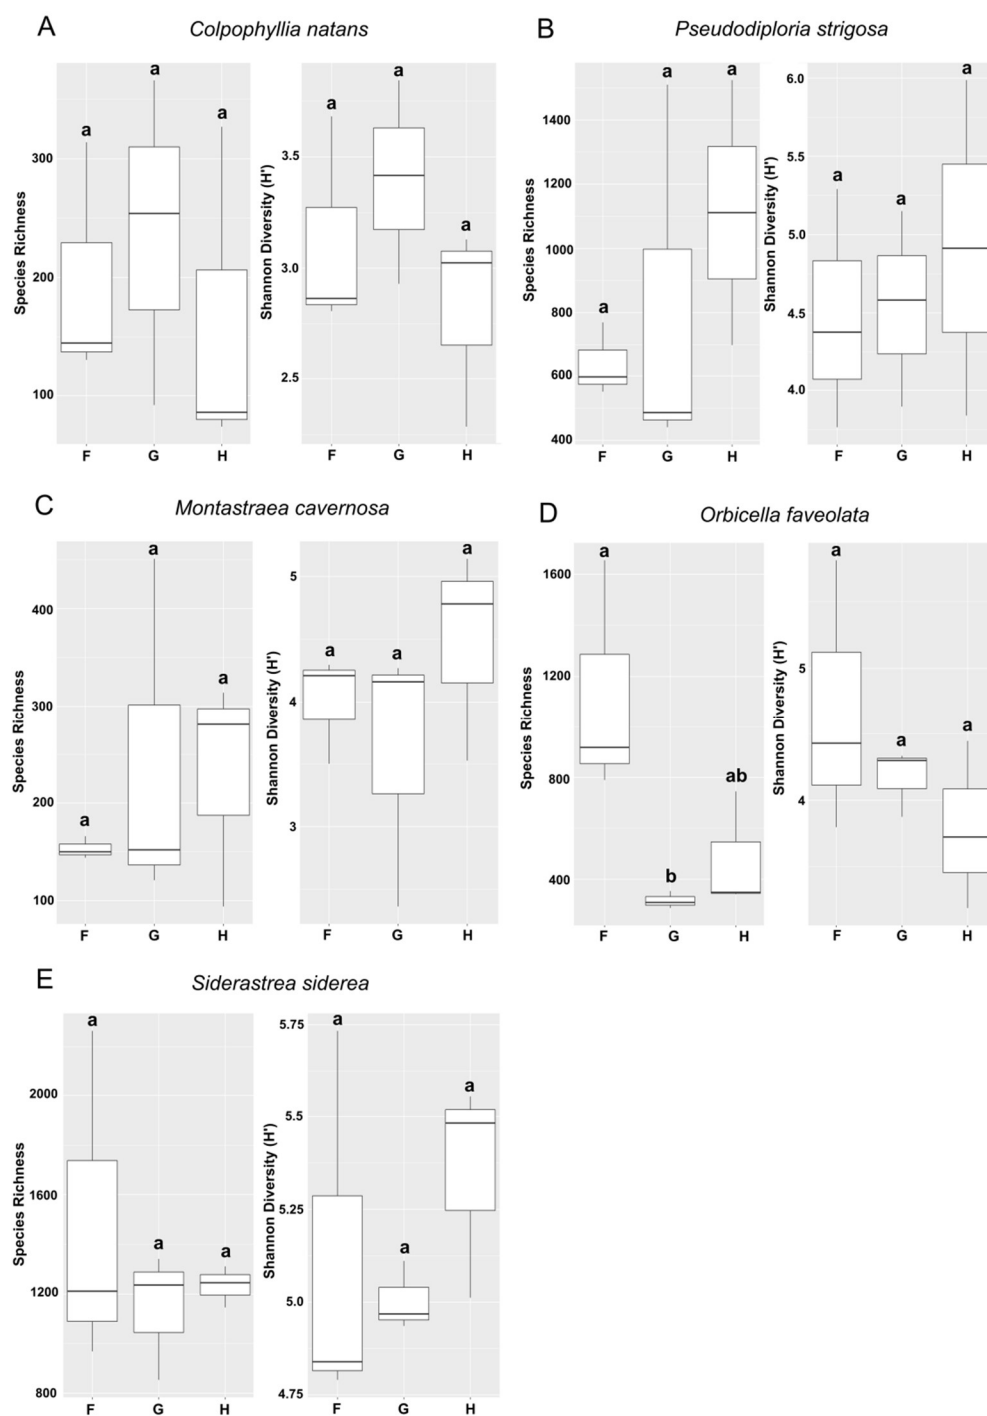 A
Colpophyllia natans
Species Richness
300
200
100
a
a
a
F G H
Shannon Diversity (H')
3.5
3.0
2.5
a
a
a
F G H
B
Pseudodiploria strigosa
Species Richness
1400
1200
1000
800
600
400
a
a
a
F G H
Shannon Diversity (H')
6.0
5.5
5.0
4.5
4.0
a
a
a
F G H
C
Montastraea cavernosa
Species Richness
400
300
200
100
a
a
a
F G H
Shannon Diversity (H')
5
4
3
a
a
a
F G H
D
Orbicella faveolata
Species Richness
1600
1200
800
400
a
b
ab
F G H
Shannon Diversity (H')
5
4
a
a
a
F G H
E
Siderastrea siderea
Species Richness
2000
1600
1200
800
a
a
a
F G H
Shannon Diversity (H')
5.75
5.5
5.25
5.0
4.75
a
a
a
F G H